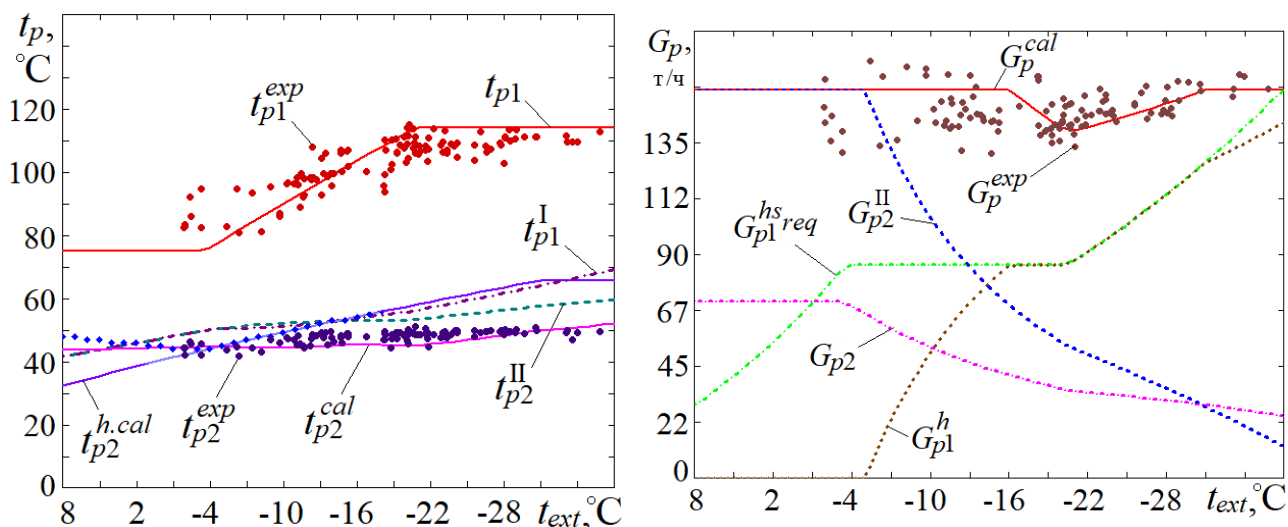 t_p, °C
120
100
80
60
40
20
0
8 2 -4 -10 -16 -22 -28 t_ext, °C
t_p1^exp
t_p1
t_p1^I
t_p2^II
t_p2^h.cal
t_p2^exp
t_p2^cal
G_p, т/ч
135
112
90
67
45
22
0
8 2 -4 -10 -16 -22 -28 t_ext, °C
G_p^cal
G_p^exp
G_p2^II
G_p1^hs req
G_p2
G_p1^h